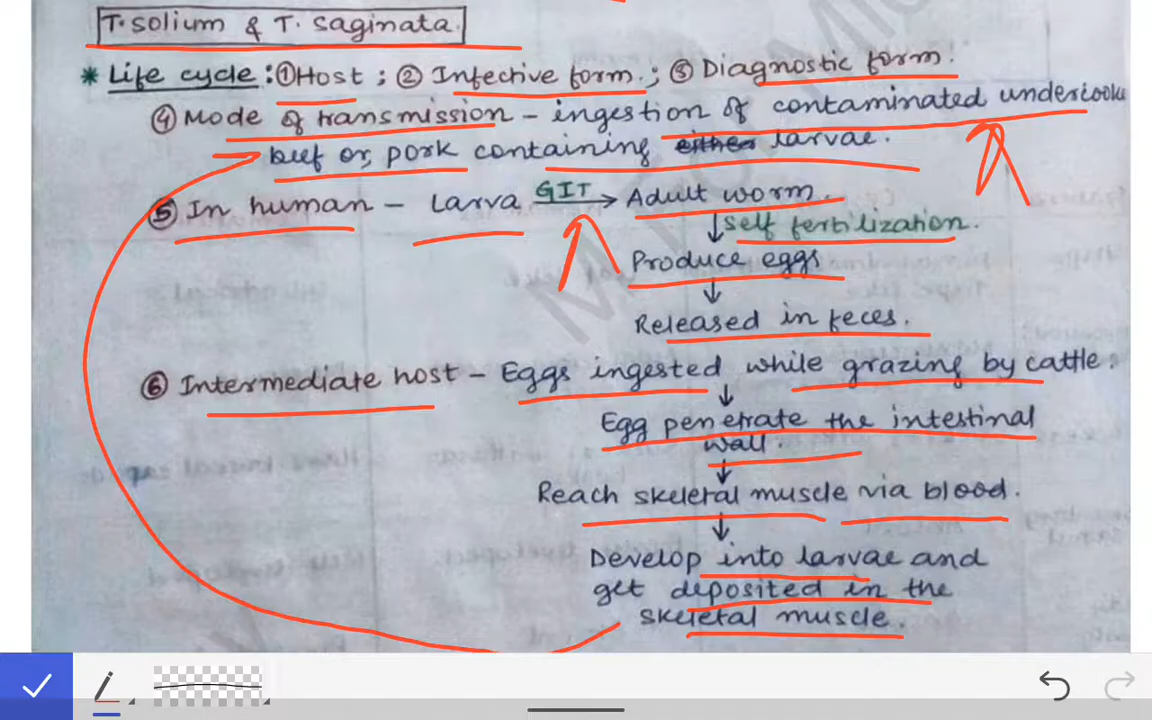 T. solium & T. saginata.
* Life cycle: ① Host ; ② Infective form. ; ③ Diagnostic form.
④ Mode of transmission - ingestion of contaminated undercooke
beef or, pork containing either larvae.
⑤ In human - Larva GIT → Adult worm.
↓ Self fertilization.
Produce eggs
↓
Released in feces.
⑥ Intermediate host - Eggs ingested while grazing by cattle.
↓
Egg penetrate the intestinal
wall.
↓
Reach skeletal muscle via blood.
↓
Develop into larvae and
get deposited in the
skeletal muscle.